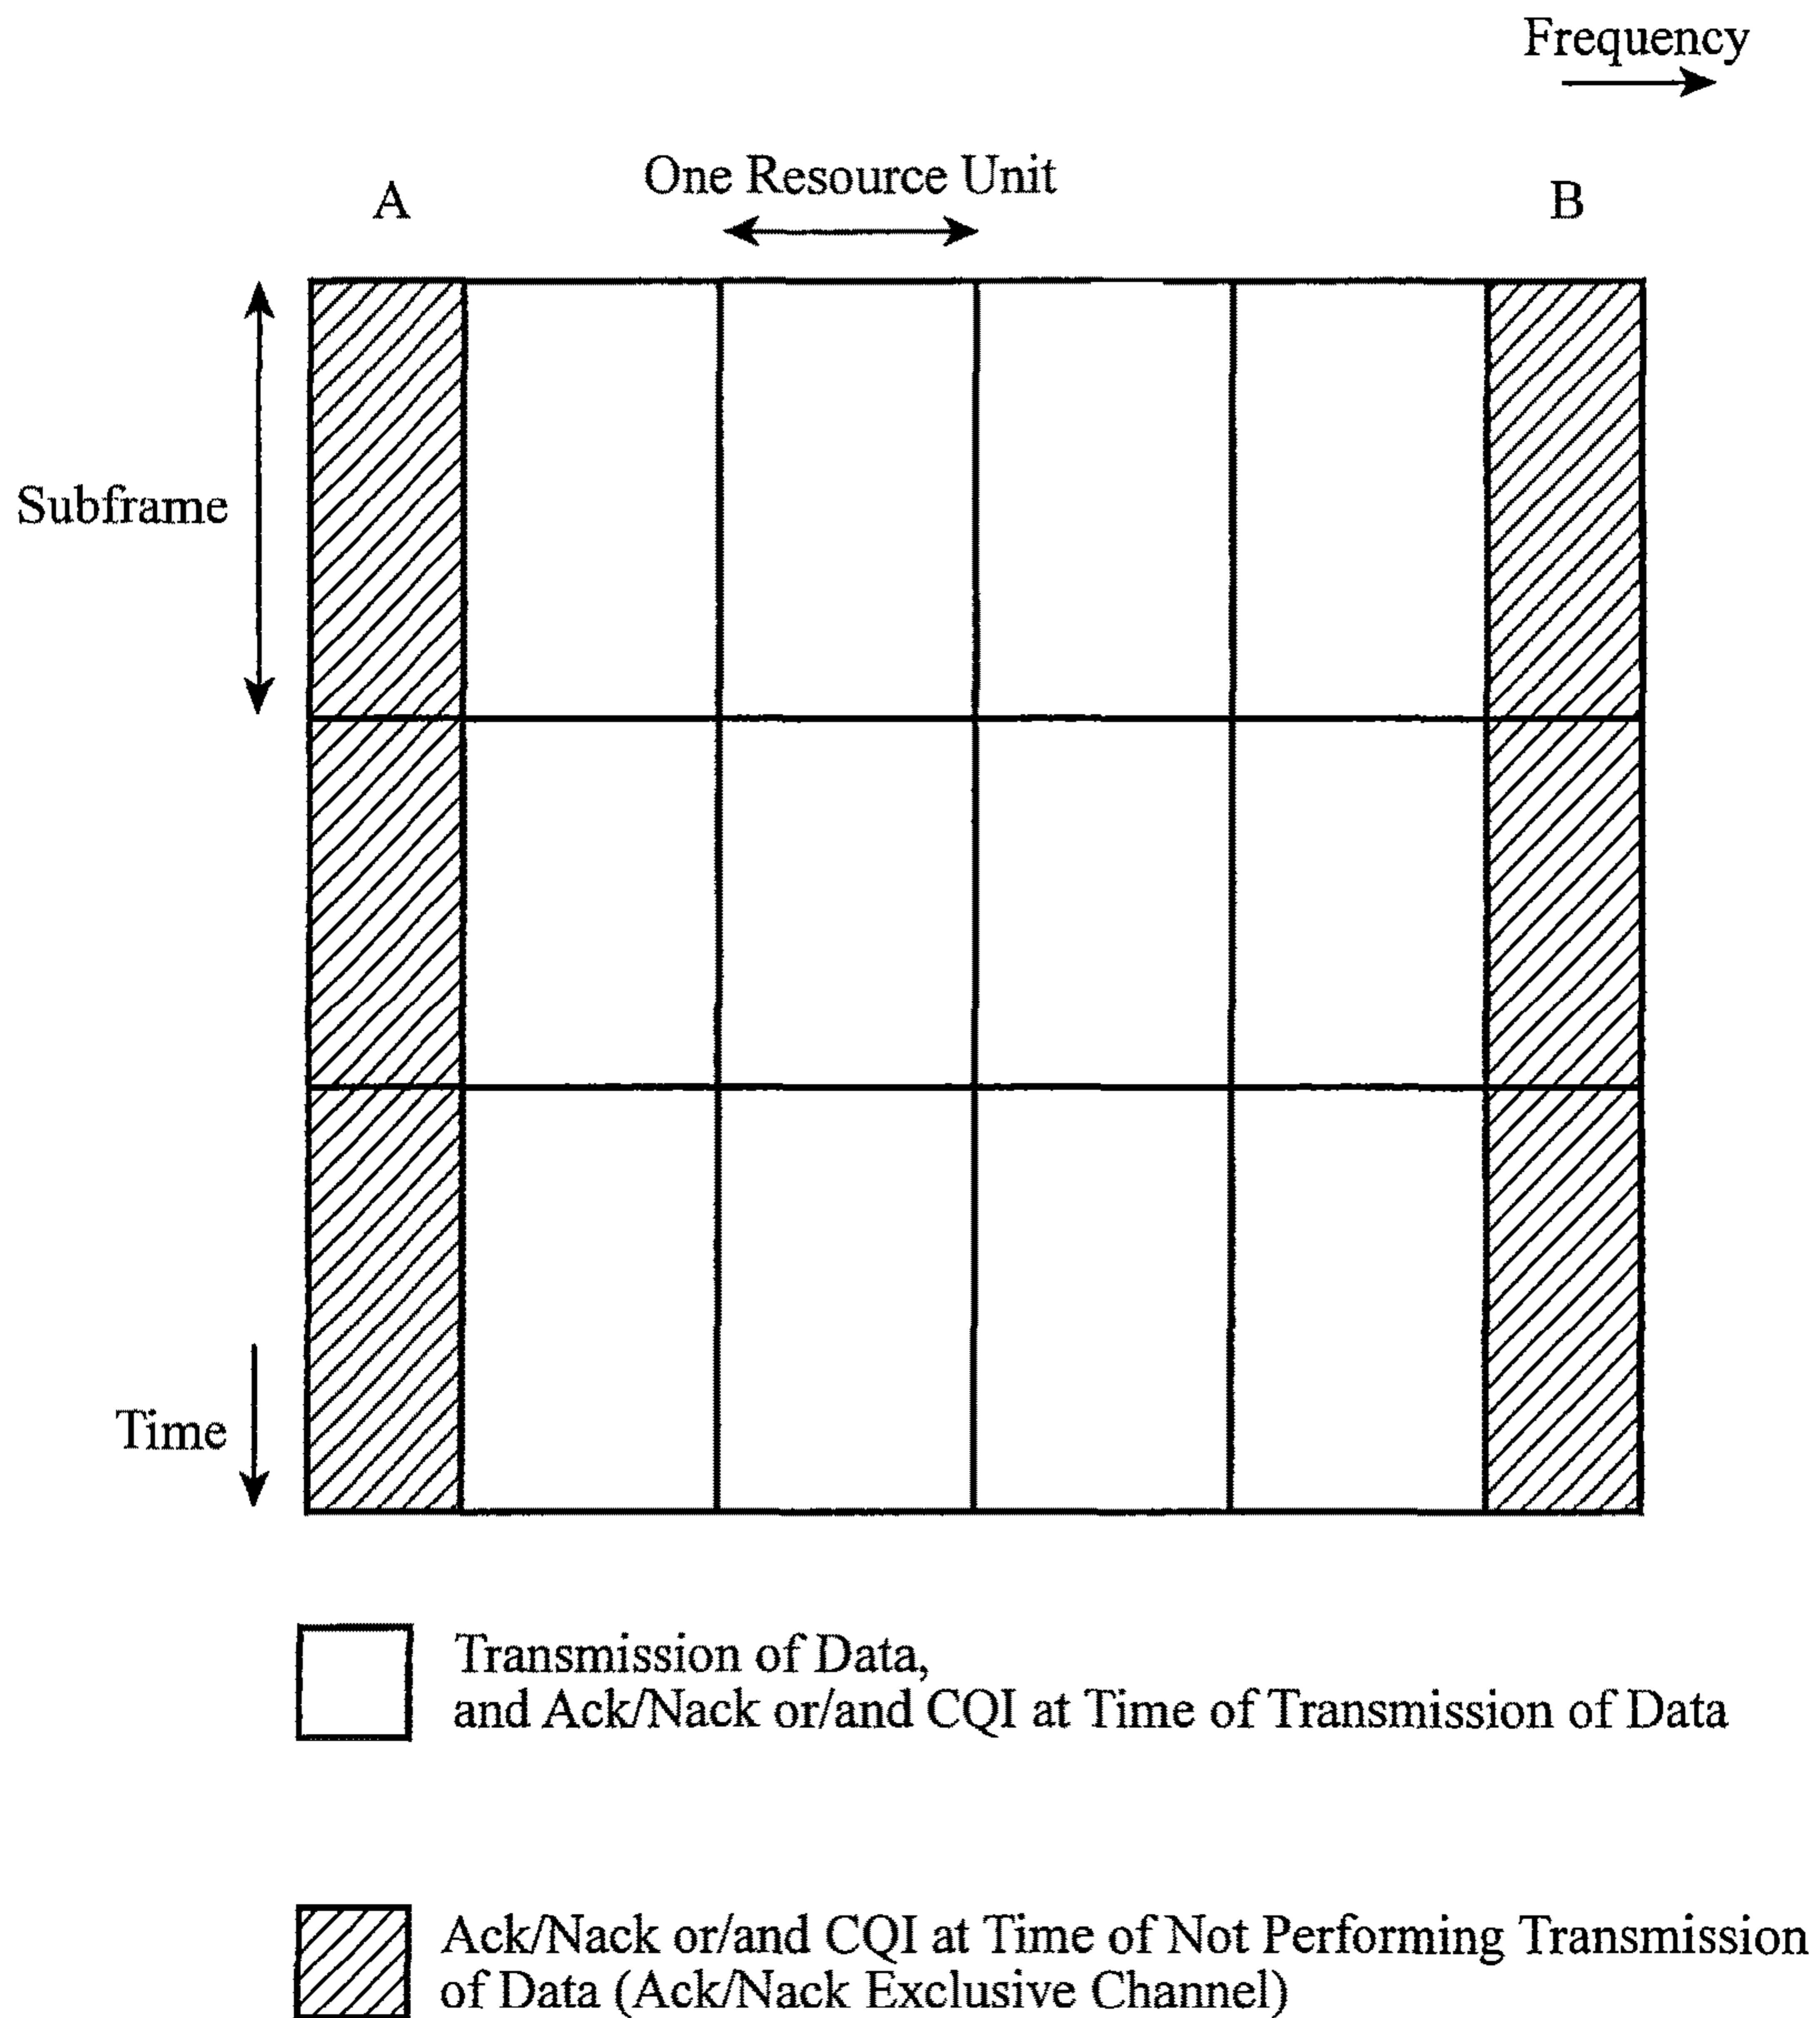 Frequency
One Resource Unit
A
B
Subframe
Time
Transmission of Data,
and Ack/Nack or/and CQI at Time of Transmission of Data
Ack/Nack or/and CQI at Time of Not Performing Transmission
of Data (Ack/Nack Exclusive Channel)